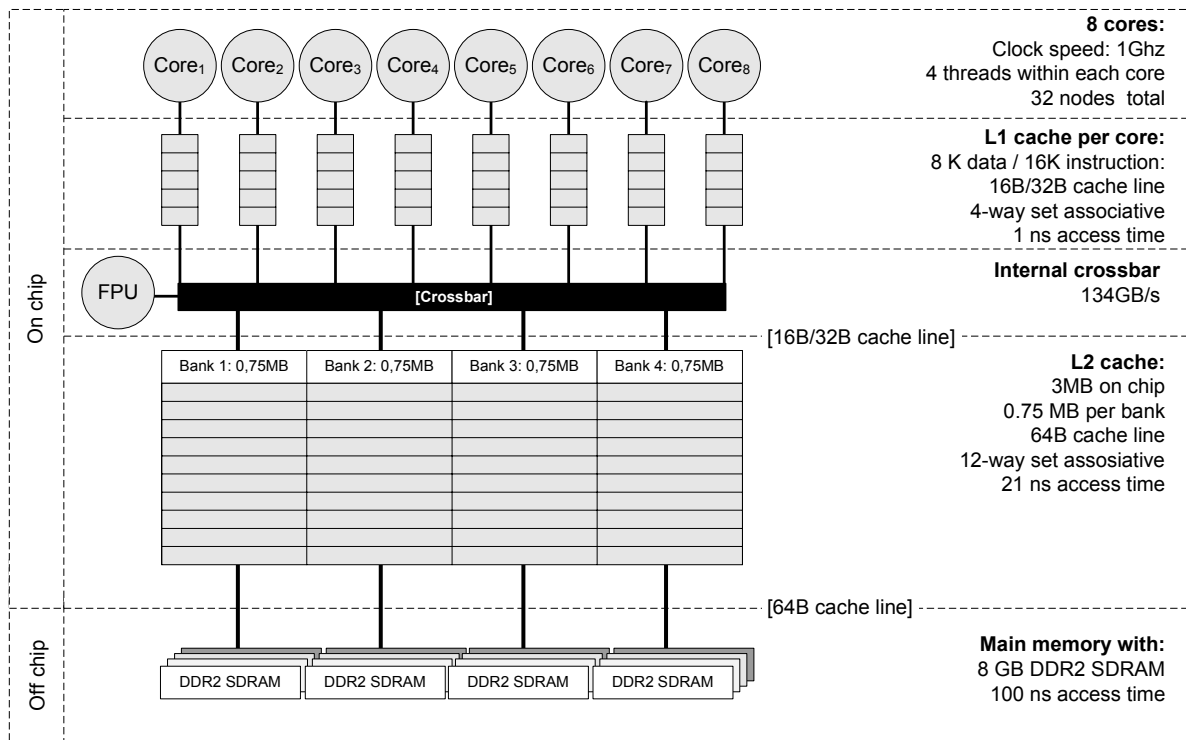 8 cores:
Clock speed: 1Ghz
4 threads within each core
32 nodes total
Core1 Core2 Core3 Core4 Core5 Core6 Core7 Core8
L1 cache per core:
8 K data / 16K instruction:
16B/32B cache line
4-way set associative
1 ns access time
On chip
FPU
[Crossbar]
Internal crossbar
134GB/s
[16B/32B cache line]
Bank 1: 0,75MB Bank 2: 0,75MB Bank 3: 0,75MB Bank 4: 0,75MB
L2 cache:
3MB on chip
0.75 MB per bank
64B cache line
12-way set assosiative
21 ns access time
[64B cache line]
Off chip
DDR2 SDRAM DDR2 SDRAM DDR2 SDRAM DDR2 SDRAM
Main memory with:
8 GB DDR2 SDRAM
100 ns access time